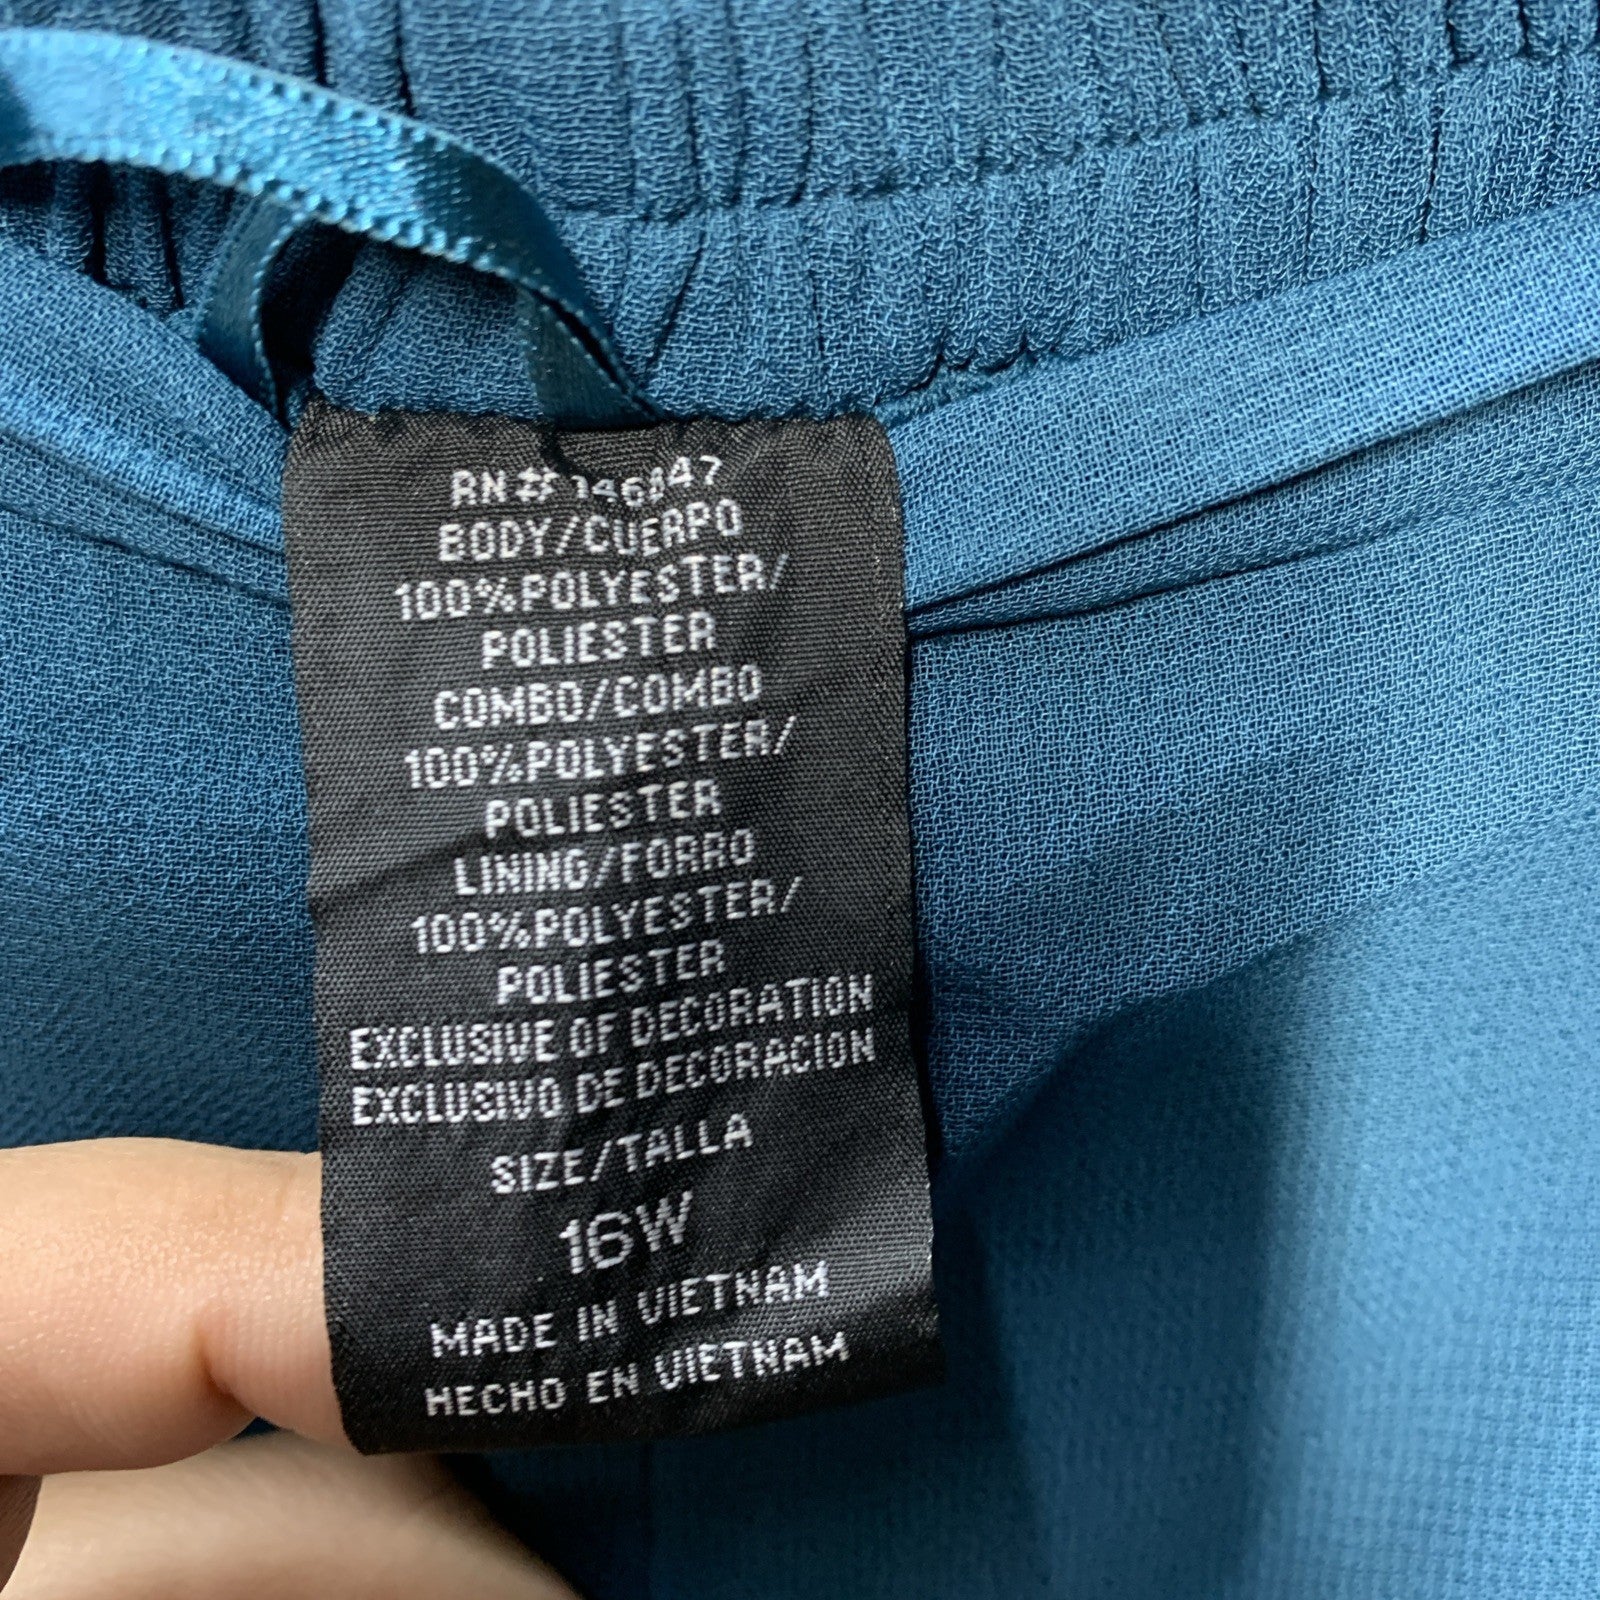 RN#
BODY/CUERPO
100%POLYESTER/
POLIESTER
COMBO/COMBO
100%POLYESTER/
POLIESTER
LINING/FORRO
100%POLYESTER/
POLIESTER
EXCLUSIVE OF DECORATION
EXCLUSIVO DE DECORACION
SIZE/TALLA
16W
MADE IN VIETNAM
HECHO EN VIETNAM